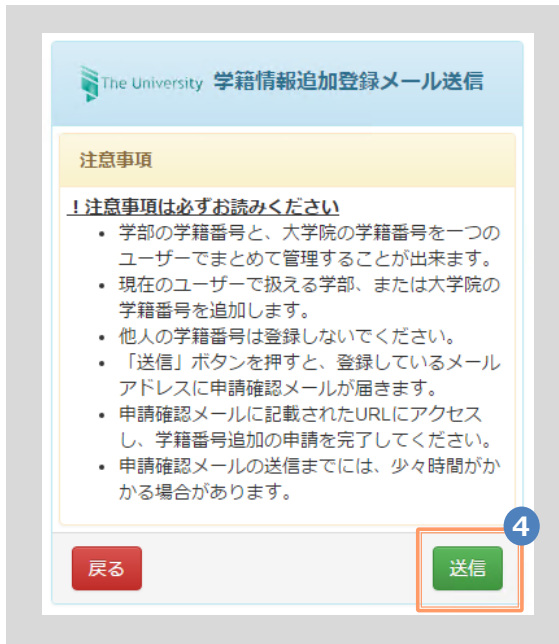 The University 学籍情報追加登録メール送信
注意事項
！注意事項は必ずお読みください
• 学部の学籍番号と、大学院の学籍番号を一つの
ユーザーでまとめて管理することが出来ます。
• 現在のユーザーで扱える学部、または大学院の
学籍番号を追加します。
• 他人の学籍番号は登録しないでください。
• 「送信」ボタンを押すと、登録しているメール
アドレスに申請確認メールが届きます。
• 申請確認メールに記載されたURLにアクセス
し、学籍番号追加の申請を完了してください。
• 申請確認メールの送信までには、少々時間がか
かる場合があります。
4
戻る
送信